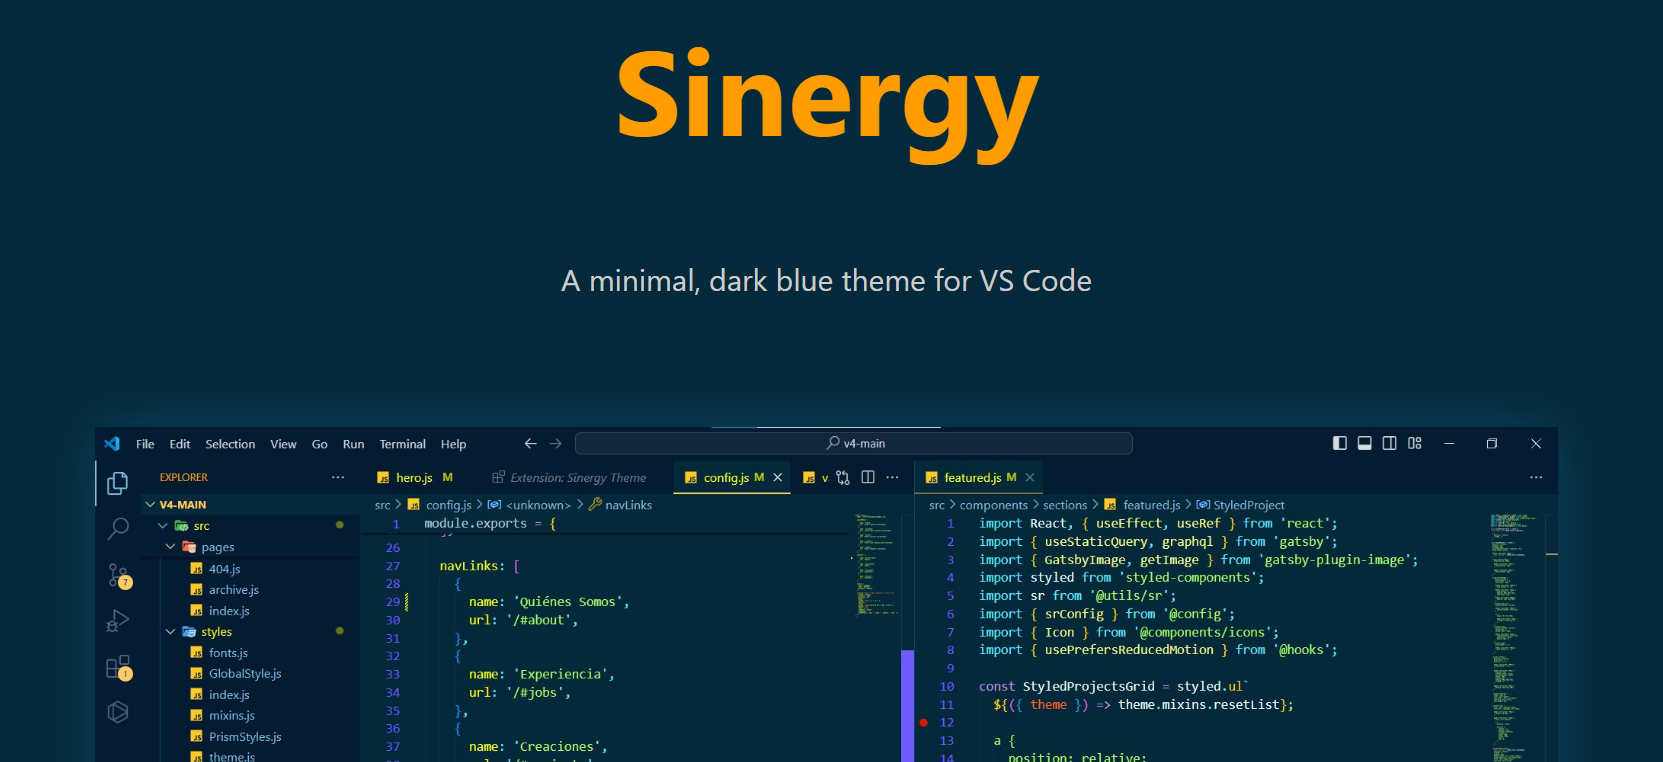 Sinergy
A minimal, dark blue theme for VS Code
File Edit Selection View Go Run Terminal Help
v4-main
EXPLORER
V4-MAIN
src
pages
404.js
archive.js
index.js
styles
fonts.js
GlobalStyle.js
index.js
mixins.js
PrismStyles.js
theme.js
7
1
hero.js M
Extension: Sinergy Theme
config.js M
v
src > config.js > <unknown> > navLinks
1 module.exports = {
26
27 navLinks: [
28 {
29 name: 'Quiénes Somos',
30 url: '/#about',
31 },
32 {
33 name: 'Experiencia',
34 url: '/#jobs',
35 },
36 {
37 name: 'Creaciones',
featured.js M
src > components > sections > featured.js > StyledProject
1 import React, { useEffect, useRef } from 'react';
2 import { useStaticQuery, graphql } from 'gatsby';
3 import { GatsbyImage, getImage } from 'gatsby-plugin-image';
4 import styled from 'styled-components';
5 import sr from '@utils/sr';
6 import { srConfig } from '@config';
7 import { Icon } from '@components/icons';
8 import { usePrefersReducedMotion } from '@hooks';
9
10 const StyledProjectsGrid = styled.ul`
11 ${({ theme }) => theme.mixins.resetList};
12
13 a {
14 position: relative;